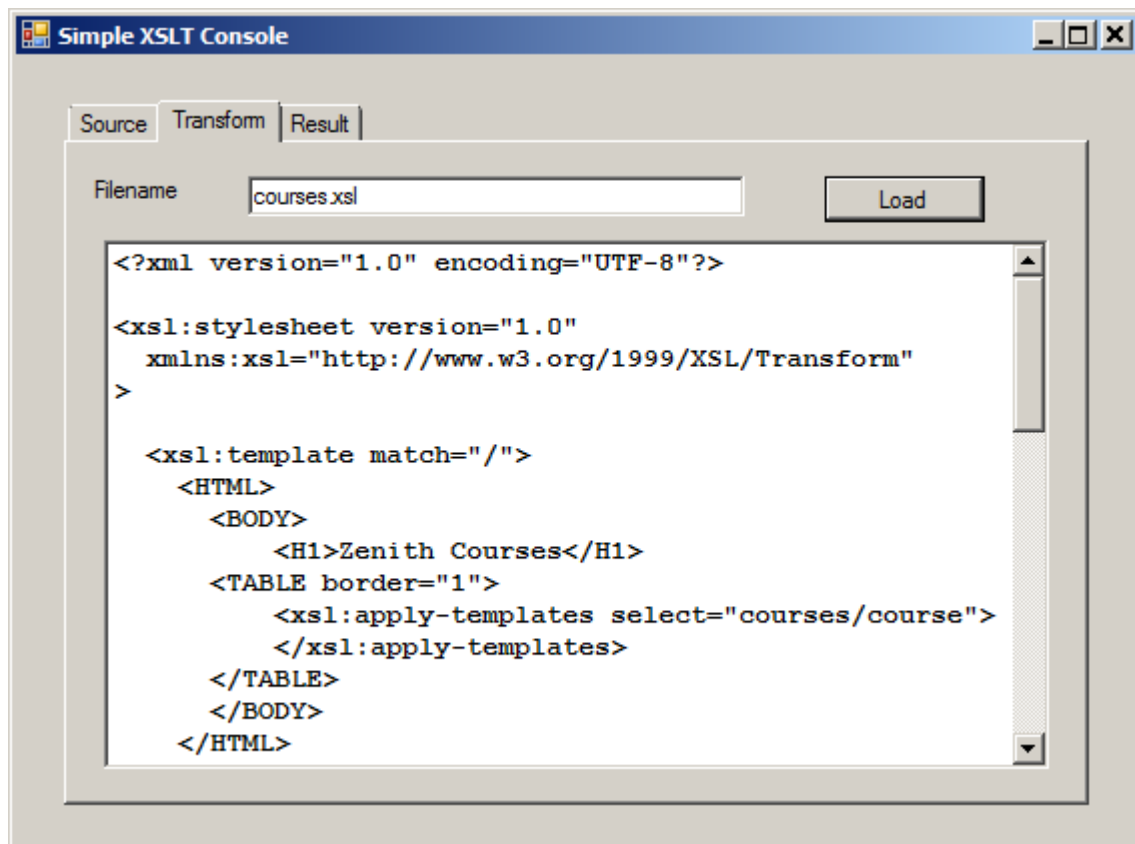 Simple XSLT Console
Source Transform Result
Filename courses.xsl Load
<?xml version="1.0" encoding="UTF-8"?>
<xsl:stylesheet version="1.0"
xmlns:xsl="http://www.w3.org/1999/XSL/Transform"
>
<xsl:template match="/">
<HTML>
<BODY>
<H1>Zenith Courses</H1>
<TABLE border="1">
<xsl:apply-templates select="courses/course">
</xsl:apply-templates>
</TABLE>
</BODY>
</HTML>